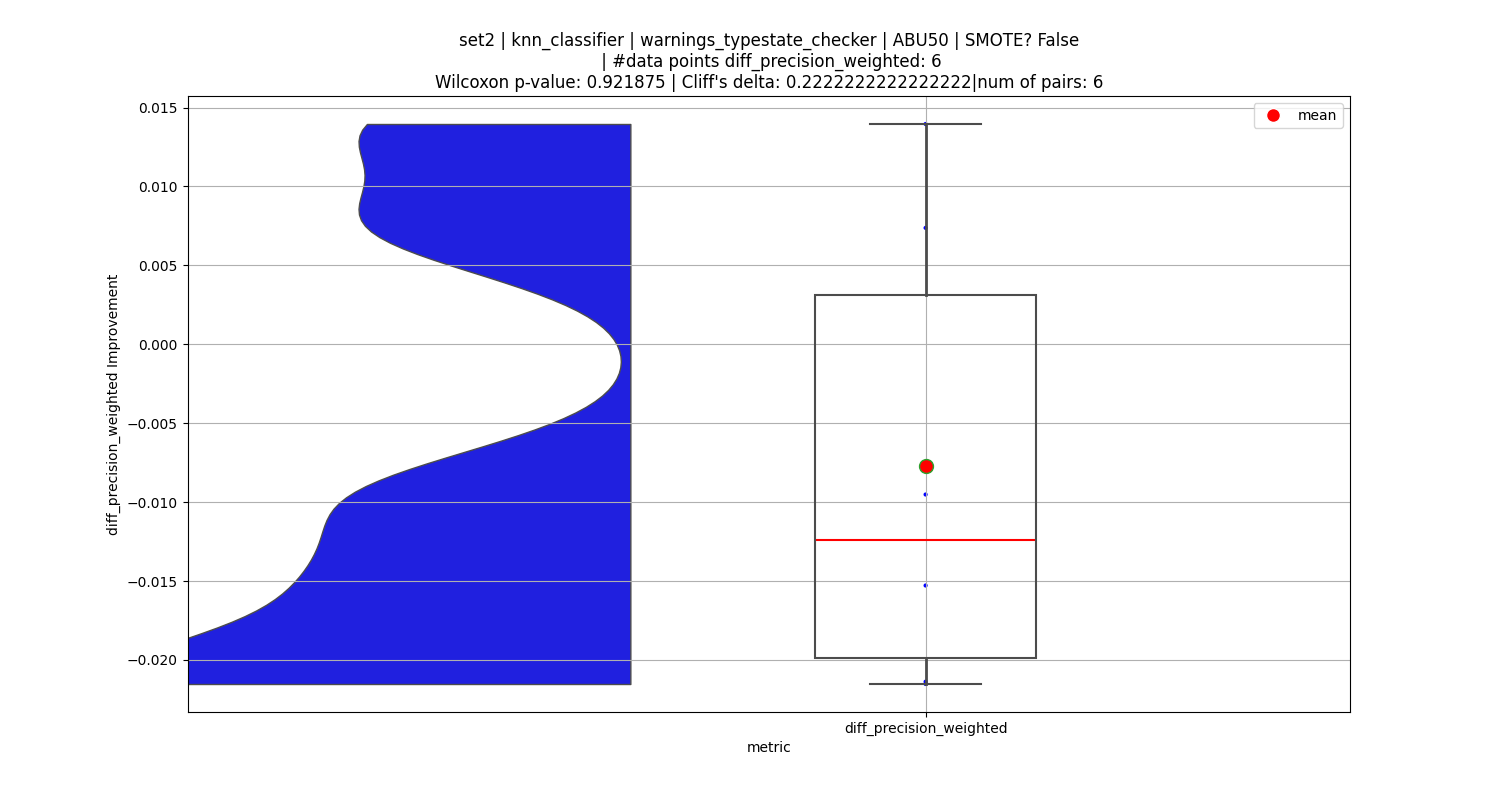 set2 | knn_classifier | warnings_typestate_checker | ABU50 | SMOTE? False
| #data points diff_precision_weighted: 6
Wilcoxon p-value: 0.921875 | Cliff's delta: 0.2222222222222222|num of pairs: 6
mean
0.015
0.010
0.005
0.000
−0.005
−0.010
−0.015
−0.020
diff_precision_weighted Improvement
diff_precision_weighted
metric